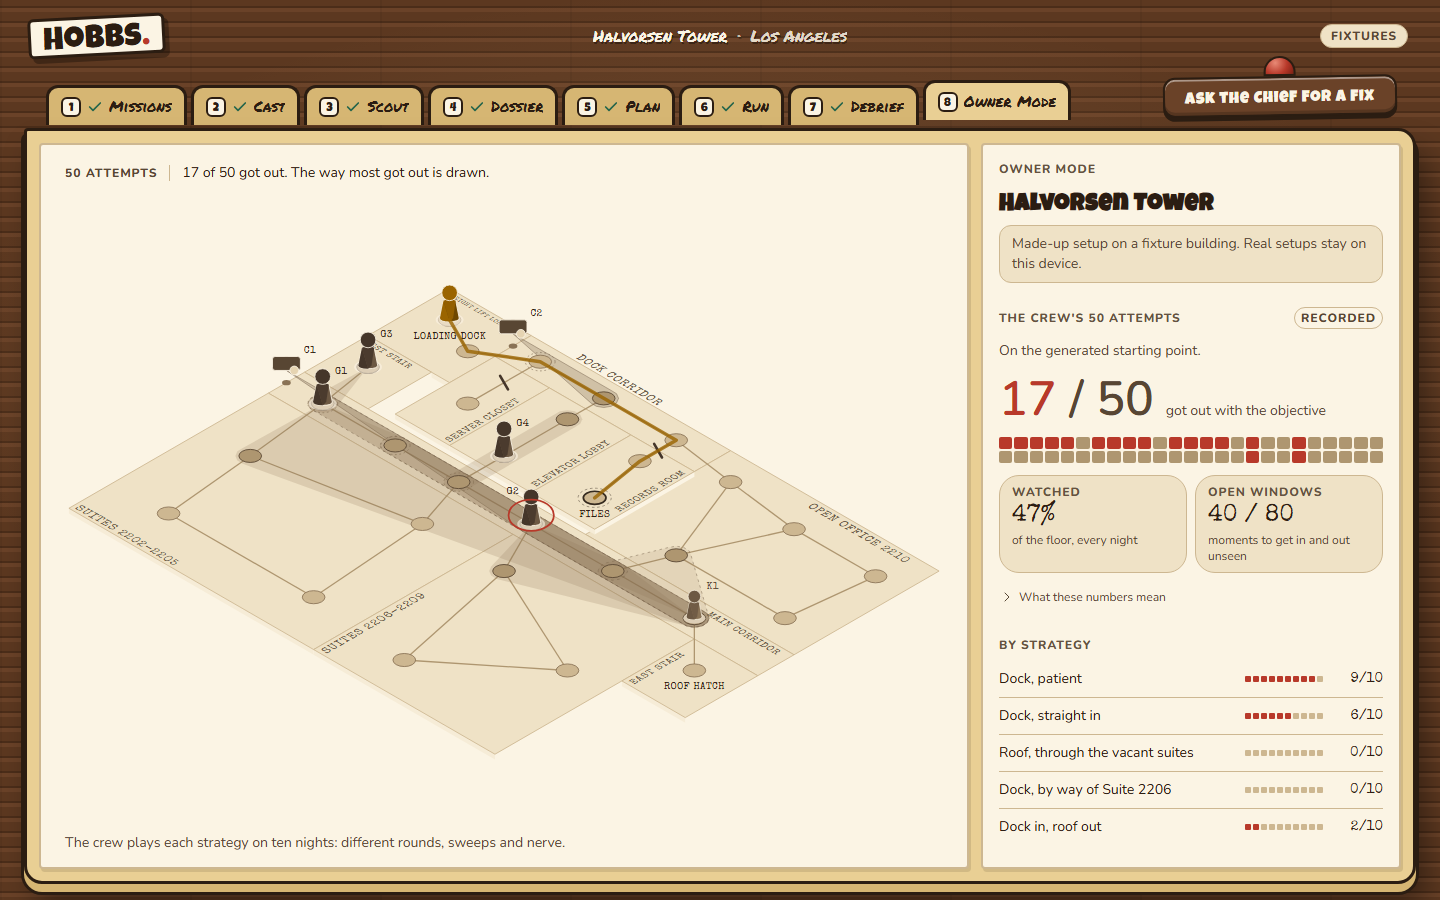 HOBBS.
Halvorsen Tower · Los Angeles
FIXTURES
1 Missions
2 Cast
3 Scout
4 Dossier
5 Plan
6 Run
7 Debrief
8 Owner Mode
ASK THE CHIEF FOR A FIX
50 ATTEMPTS
17 of 50 got out. The way most got out is drawn.
C2
G3
LOADING DOCK
C1
G1
DOCK CORRIDOR
SERVER CLOSET
G4
ELEVATOR LOBBY
G2
RECORDS ROOM
FILES
SUITES 2202-2205
OPEN OFFICE 2210
K1
SUITES 2206-2209
MAIN CORRIDOR
EAST STAIR
ROOF HATCH
The crew plays each strategy on ten nights: different rounds, sweeps and nerve.
OWNER MODE
Halvorsen Tower
Made-up setup on a fixture building. Real setups stay on
this device.
THE CREW'S 50 ATTEMPTS
RECORDED
On the generated starting point.
17 / 50 got out with the objective
WATCHED
47%
of the floor, every night
OPEN WINDOWS
40 / 80
moments to get in and out
unseen
What these numbers mean
BY STRATEGY
Dock, patient 9/10
Dock, straight in 6/10
Roof, through the vacant suites 0/10
Dock, by way of Suite 2206 0/10
Dock in, roof out 2/10